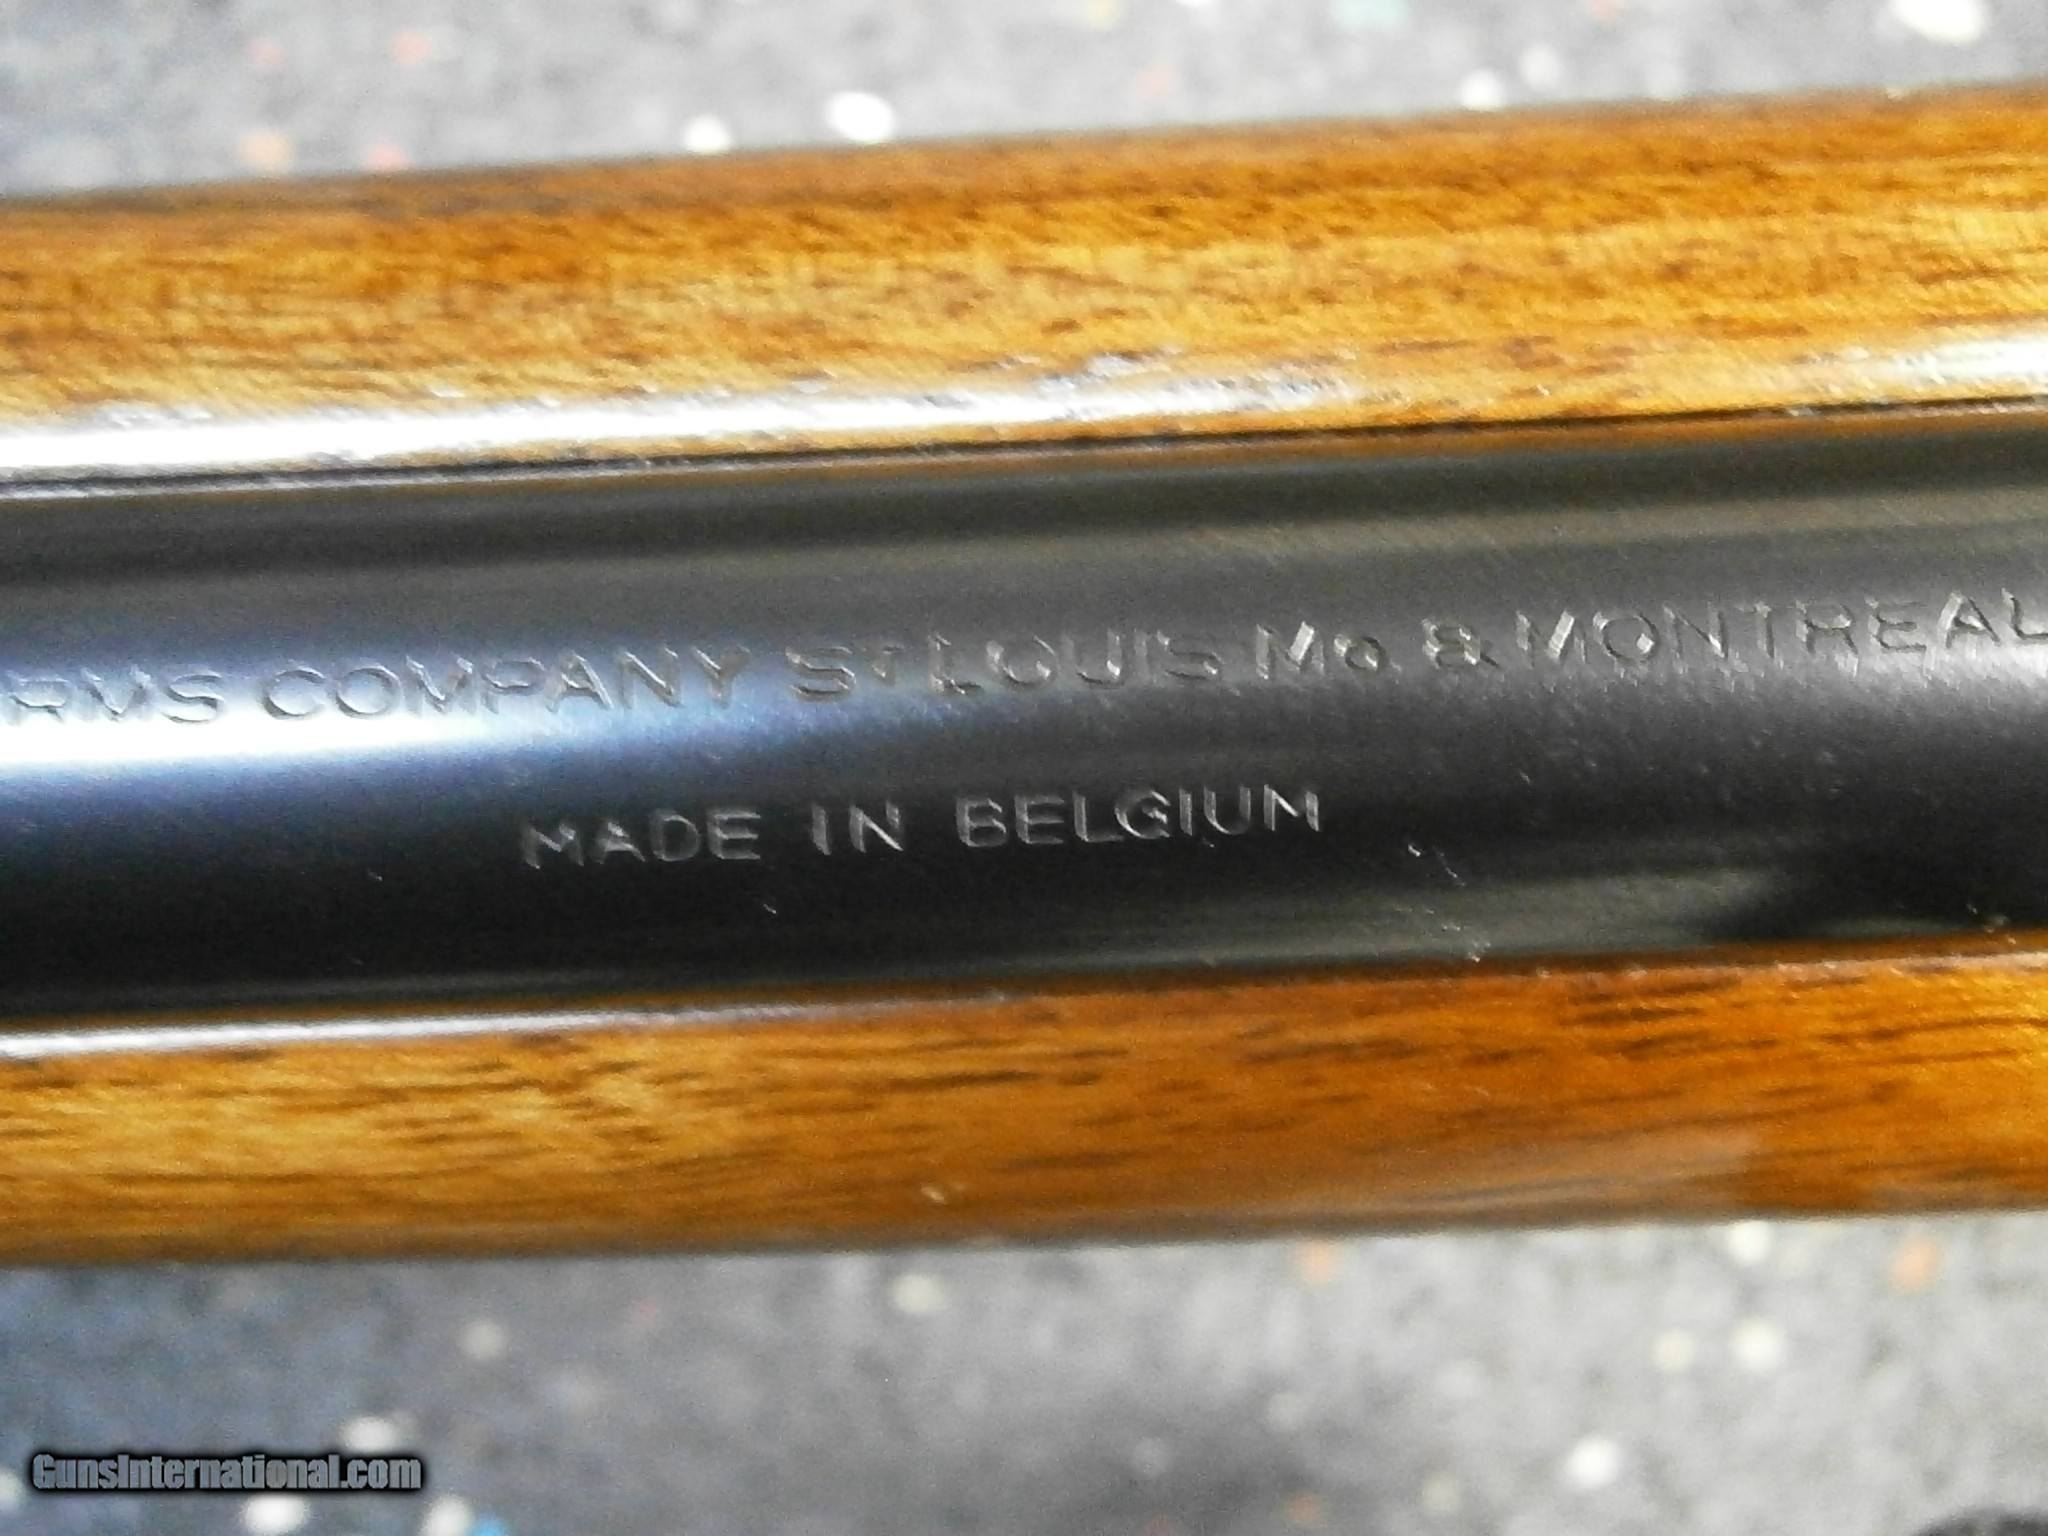 RMS COMPANY ST LOUIS Mo. & MONTREAL
MADE IN BELGIUM
GunsInternational.com